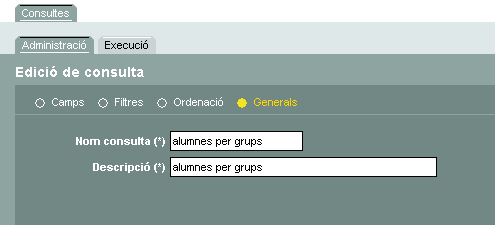 Consultes
Administració Execució
Edició de consulta
Camps Filtres Ordenació Generals
Nom consulta (*) alumnes per grups
Descripció (*) alumnes per grups